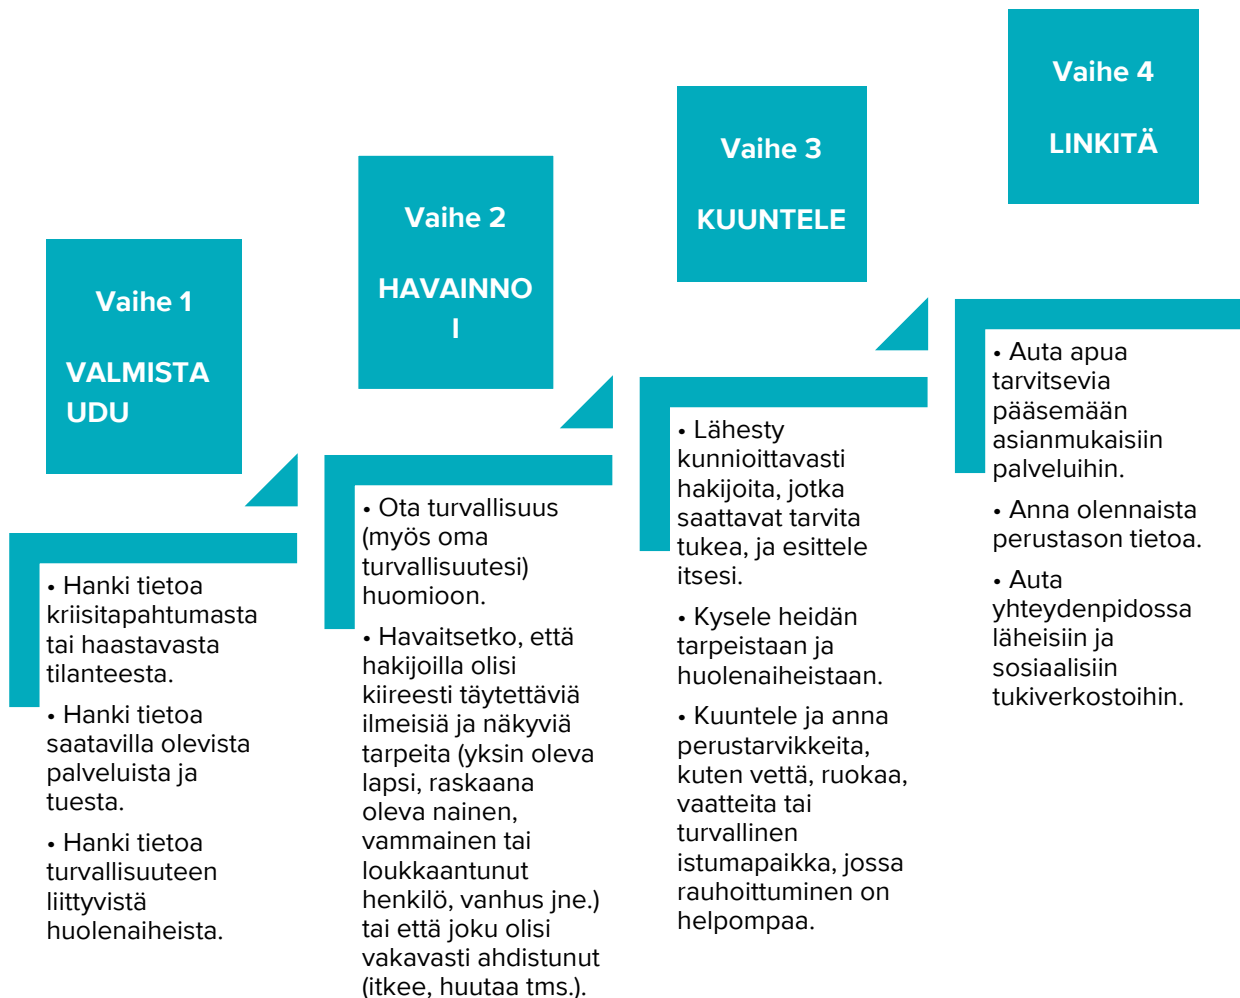 Vaihe 1
VALMISTA
UDU
• Hanki tietoa
kriisitapahtumasta
tai haastavasta
tilanteesta.
• Hanki tietoa
saatavilla olevista
palveluista ja
tuesta.
• Hanki tietoa
turvallisuuteen
liittyvistä
huolenaiheista.
Vaihe 2
HAVAINNO
I
• Ota turvallisuus
(myös oma
turvallisuutesi)
huomioon.
• Havaitsetko, että
hakijoilla olisi
kiireesti täytettäviä
ilmeisiä ja näkyviä
tarpeita (yksin oleva
lapsi, raskaana
oleva nainen,
vammainen tai
loukkaantunut
henkilö, vanhus jne.)
tai että joku olisi
vakavasti ahdistunut
(itkee, huutaa tms.).
Vaihe 3
KUUNTELE
• Lähesty
kunnioittavasti
hakijoita, jotka
saattavat tarvita
tukea, ja esittele
itsesi.
• Kysele heidän
tarpeistaan ja
huolenaiheistaan.
• Kuuntele ja anna
perustarvikkeita,
kuten vettä, ruokaa,
vaatteita tai
turvallinen
istumapaikka, jossa
rauhoittuminen on
helpompaa.
Vaihe 4
LINKITÄ
• Auta apua
tarvitsevia
pääsemään
asianmukaisiin
palveluihin.
• Anna olennaista
perustason tietoa.
• Auta
yhteydenpidossa
läheisiin ja
sosiaalisiin
tukiverkostoihin.